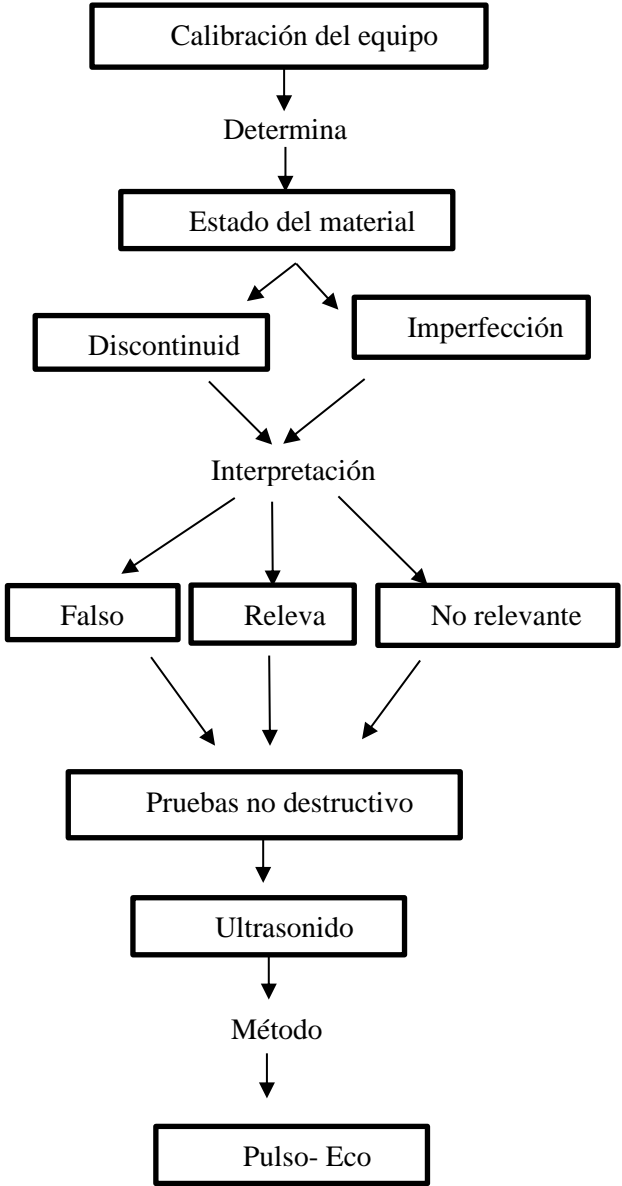 Calibración del equipo
Determina
Estado del material
Discontinuid
Imperfección
Interpretación
Falso
Releva
No relevante
Pruebas no destructivo
Ultrasonido
Método
Pulso- Eco